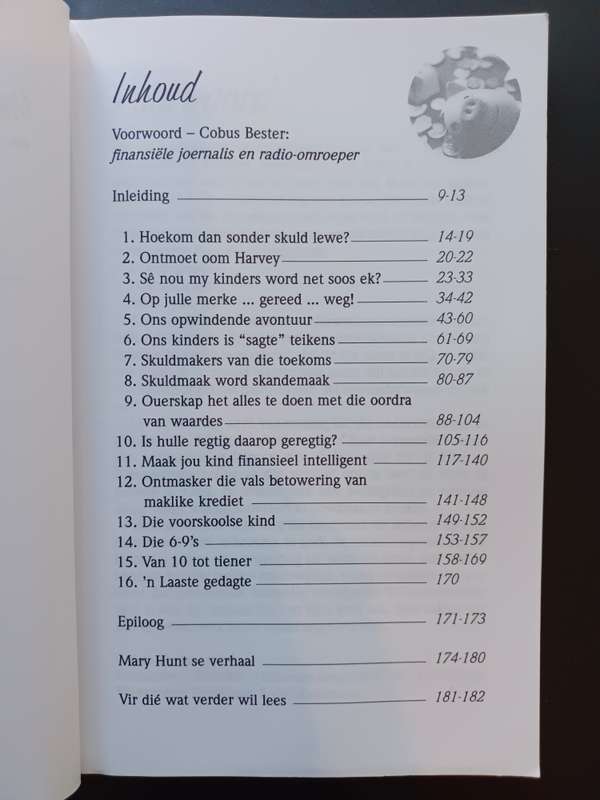 Inhoud
Voorwoord – Cobus Bester:
finansiële joernalis en radio-omroeper
Inleiding 9-13
1. Hoekom dan sonder skuld lewe? 14-19
2. Ontmoet oom Harvey 20-22
3. Sê nou my kinders word net soos ek? 23-33
4. Op julle merke ... gereed ... weg! 34-42
5. Ons opwindende avontuur 43-60
6. Ons kinders is “sagte” teikens 61-69
7. Skuldmakers van die toekoms 70-79
8. Skuldmaak word skandemaak 80-87
9. Ouerskap het alles te doen met die oordra
van waardes 88-104
10. Is hulle regtig daarop geregtig? 105-116
11. Maak jou kind finansieel intelligent 117-140
12. Ontmasker die vals betowering van
maklike krediet 141-148
13. Die voorskoolse kind 149-152
14. Die 6-9’s 153-157
15. Van 10 tot tiener 158-169
16. ’n Laaste gedagte 170
Epiloog 171-173
Mary Hunt se verhaal 174-180
Vir dié wat verder wil lees 181-182